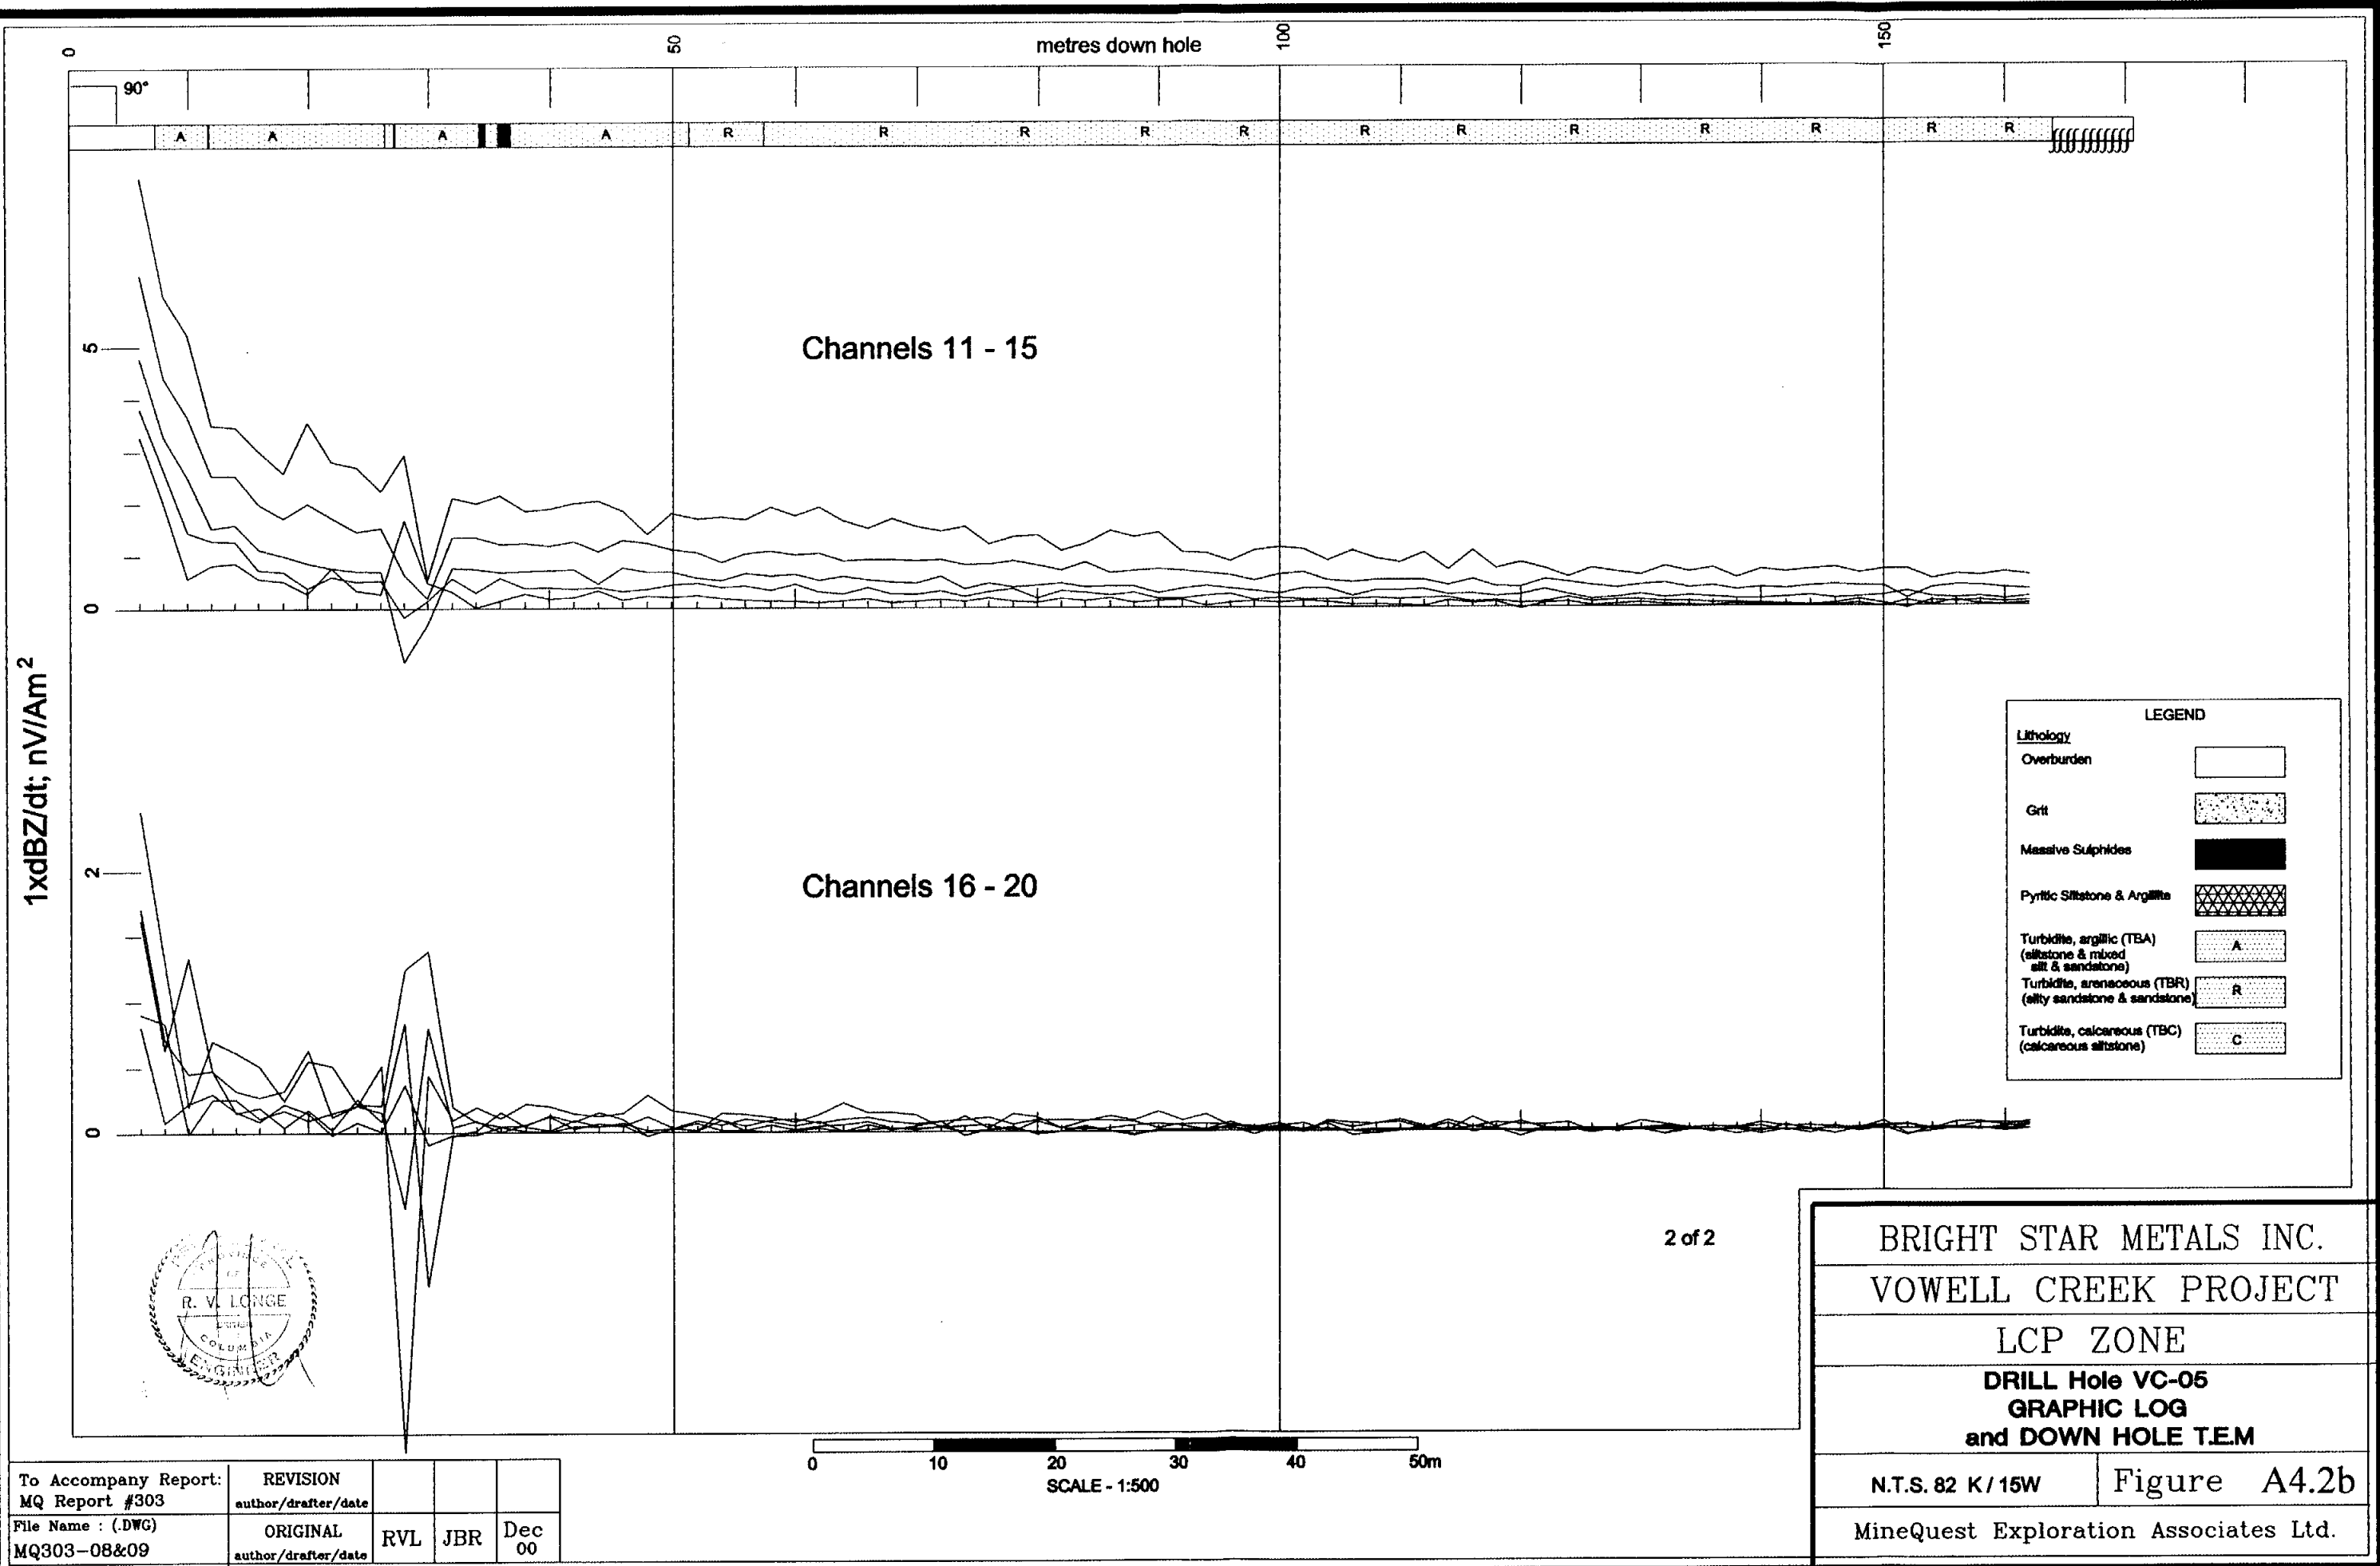 0
50
metres down hole
100
150
90°
A
A
A
A
R
R
R
R
R
R
R
R
R
R
R
R
5
Channels 11 - 15
0
1xdBZ/dt; nV/Am²
2
Channels 16 - 20
0
LEGEND
Lithology
Overburden
Grit
Massive Sulphides
Pyritic Siltstone & Argillite
Turbidite, argillic (TBA)
(siltstone & mixed
silt & sandstone)
A
Turbidite, arenaceous (TBR)
(silty sandstone & sandstone)
R
Turbidite, calcareous (TBC)
(calcareous siltstone)
C
PROVINCE
OF
R. V. LONGE
BRITISH
COLUMBIA
ENGINEER
2 of 2
0 10 20 30 40 50m
SCALE - 1:500
BRIGHT STAR METALS INC.
VOWELL CREEK PROJECT
LCP ZONE
DRILL Hole VC-05
GRAPHIC LOG
and DOWN HOLE T.E.M
N.T.S. 82 K / 15W
Figure A4.2b
MineQuest Exploration Associates Ltd.
To Accompany Report:
MQ Report #303
REVISION
author/drafter/date
File Name : (.DWG)
MQ303-08&09
ORIGINAL
author/drafter/date
RVL
JBR
Dec
00